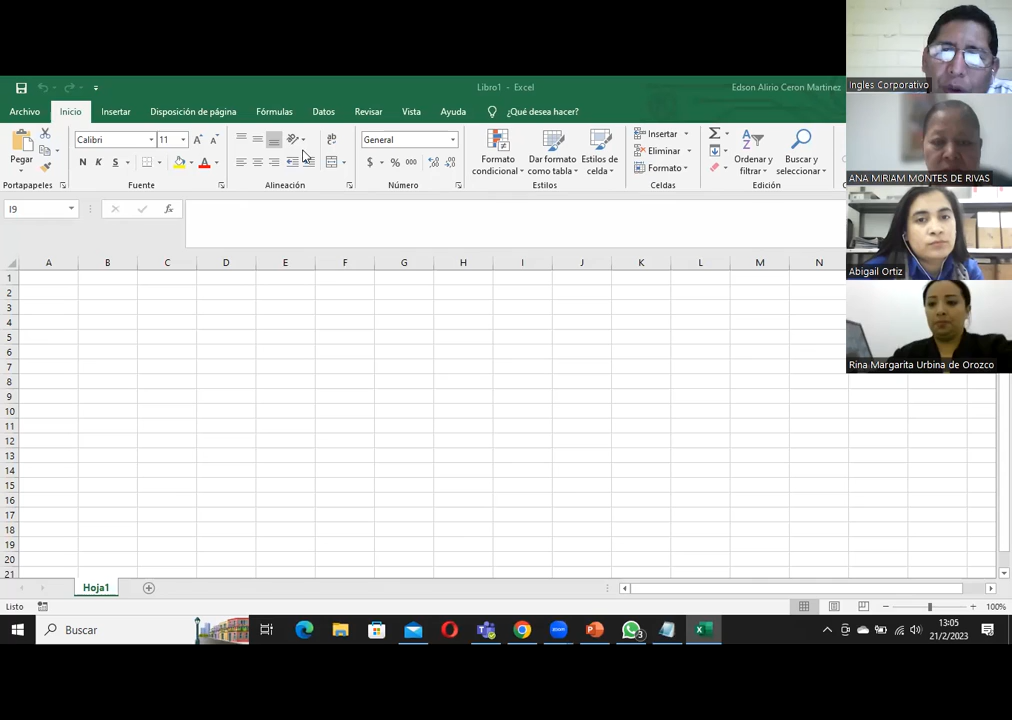 Libro1 - Excel
Edson Alirio Ceron Martinez
Archivo
Inicio
Insertar
Disposición de página
Fórmulas
Datos
Revisar
Vista
Ayuda
¿Qué desea hacer?
Pegar
Portapapeles
Calibri
11
N
K
S
Fuente
Alineación
General
$
%
000
Número
Formato condicional
Dar formato como tabla
Estilos de celda
Estilos
Insertar
Eliminar
Formato
Celdas
Ordenar y filtrar
Buscar y seleccionar
Edición
I9
fx
A B C D E F G H I J K L M N
1
2
3
4
5
6
7
8
9
10
11
12
13
14
15
16
17
18
19
20
21
Hoja1
Listo
100%
Buscar
3
13:05
21/2/2023
Ingles Corporativo
ANA MIRIAM MONTES DE RIVAS
Abigail Ortiz
Rina Margarita Urbina de Orozco